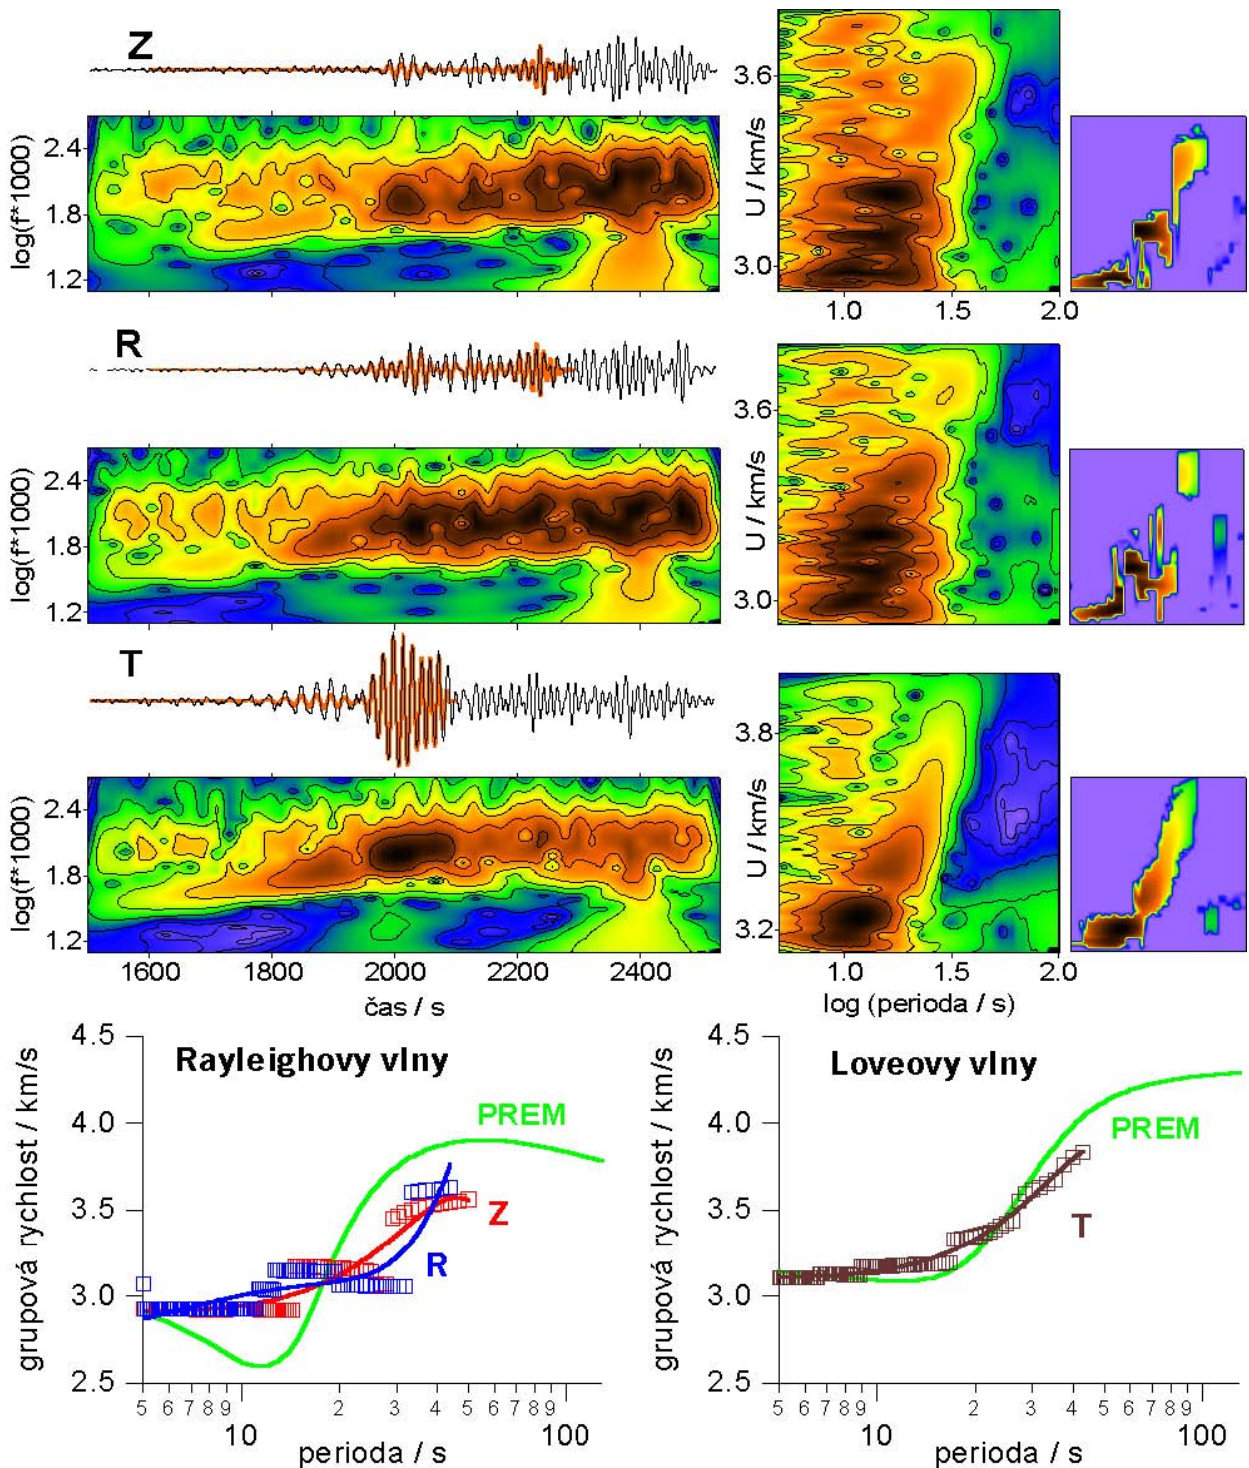 Z
log(f*1000)
2.4
1.8
1.2
U / km/s
3.6
3.0
1.0 1.5 2.0
R
log(f*1000)
2.4
1.8
1.2
U / km/s
3.6
3.0
T
1600 2000 2200
log(f*1000)
2.4
1.8
1.2
1600 1800 2000 2200 2400
čas / s
U / km/s
3.8
3.2
1.0 1.5 2.0
log (perioda / s)
Rayleighovy vlny
grupová rychlost / km/s
4.5
4.0
3.5
3.0
2.5
PREM
Z
R
5 6 7 8 9 2 3 4 5 6 7 8 9
10 100
perioda / s
Loveovy vlny
grupová rychlost / km/s
4.5
4.0
3.5
3.0
2.5
PREM
T
5 6 7 8 9 2 3 4 5 6 7 8 9
10 100
perioda / s